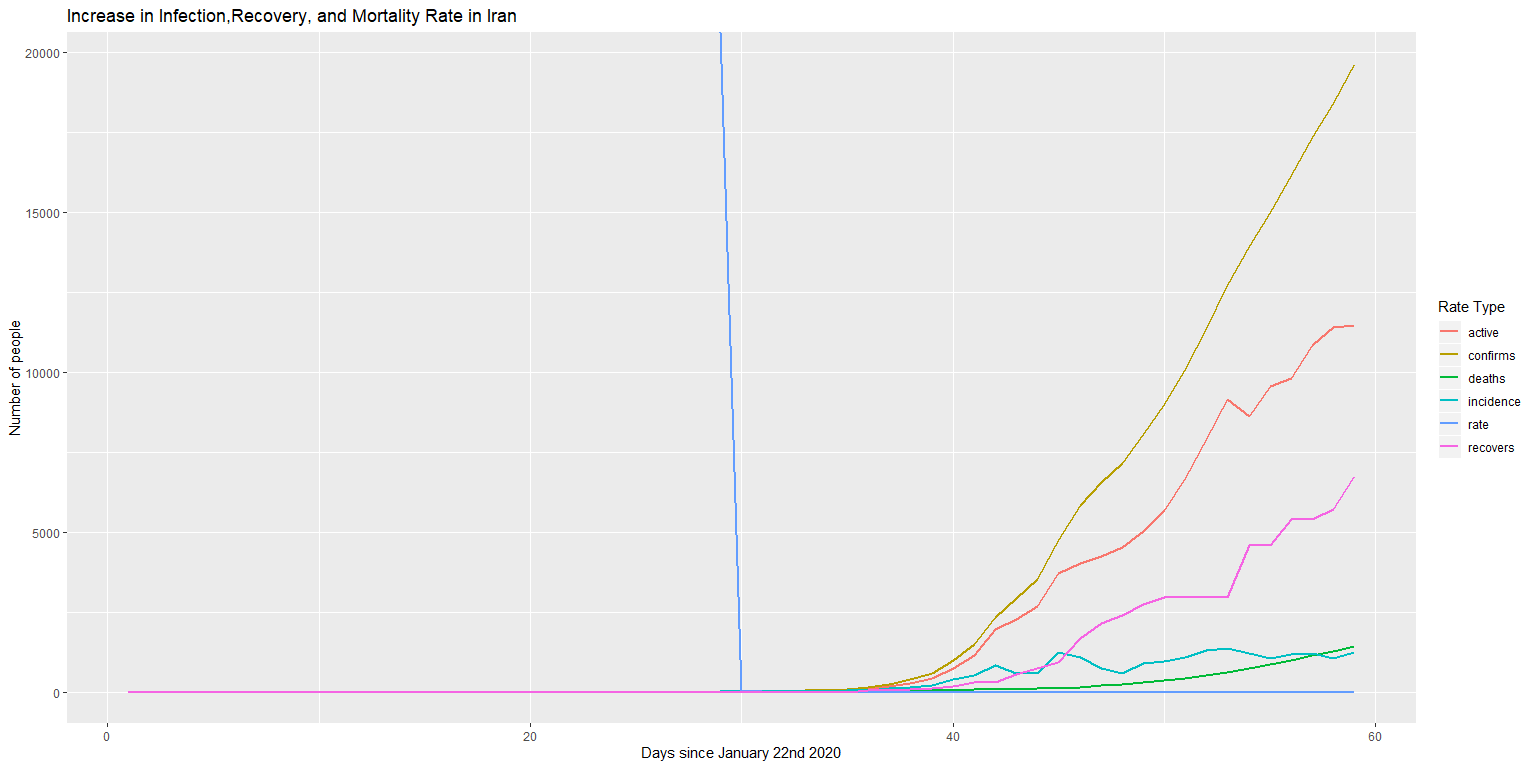 Increase in Infection,Recovery, and Mortality Rate in Iran
20000
15000
10000
5000
0
Number of people
0
20
40
60
Days since January 22nd 2020
Rate Type
active
confirms
deaths
incidence
rate
recovers